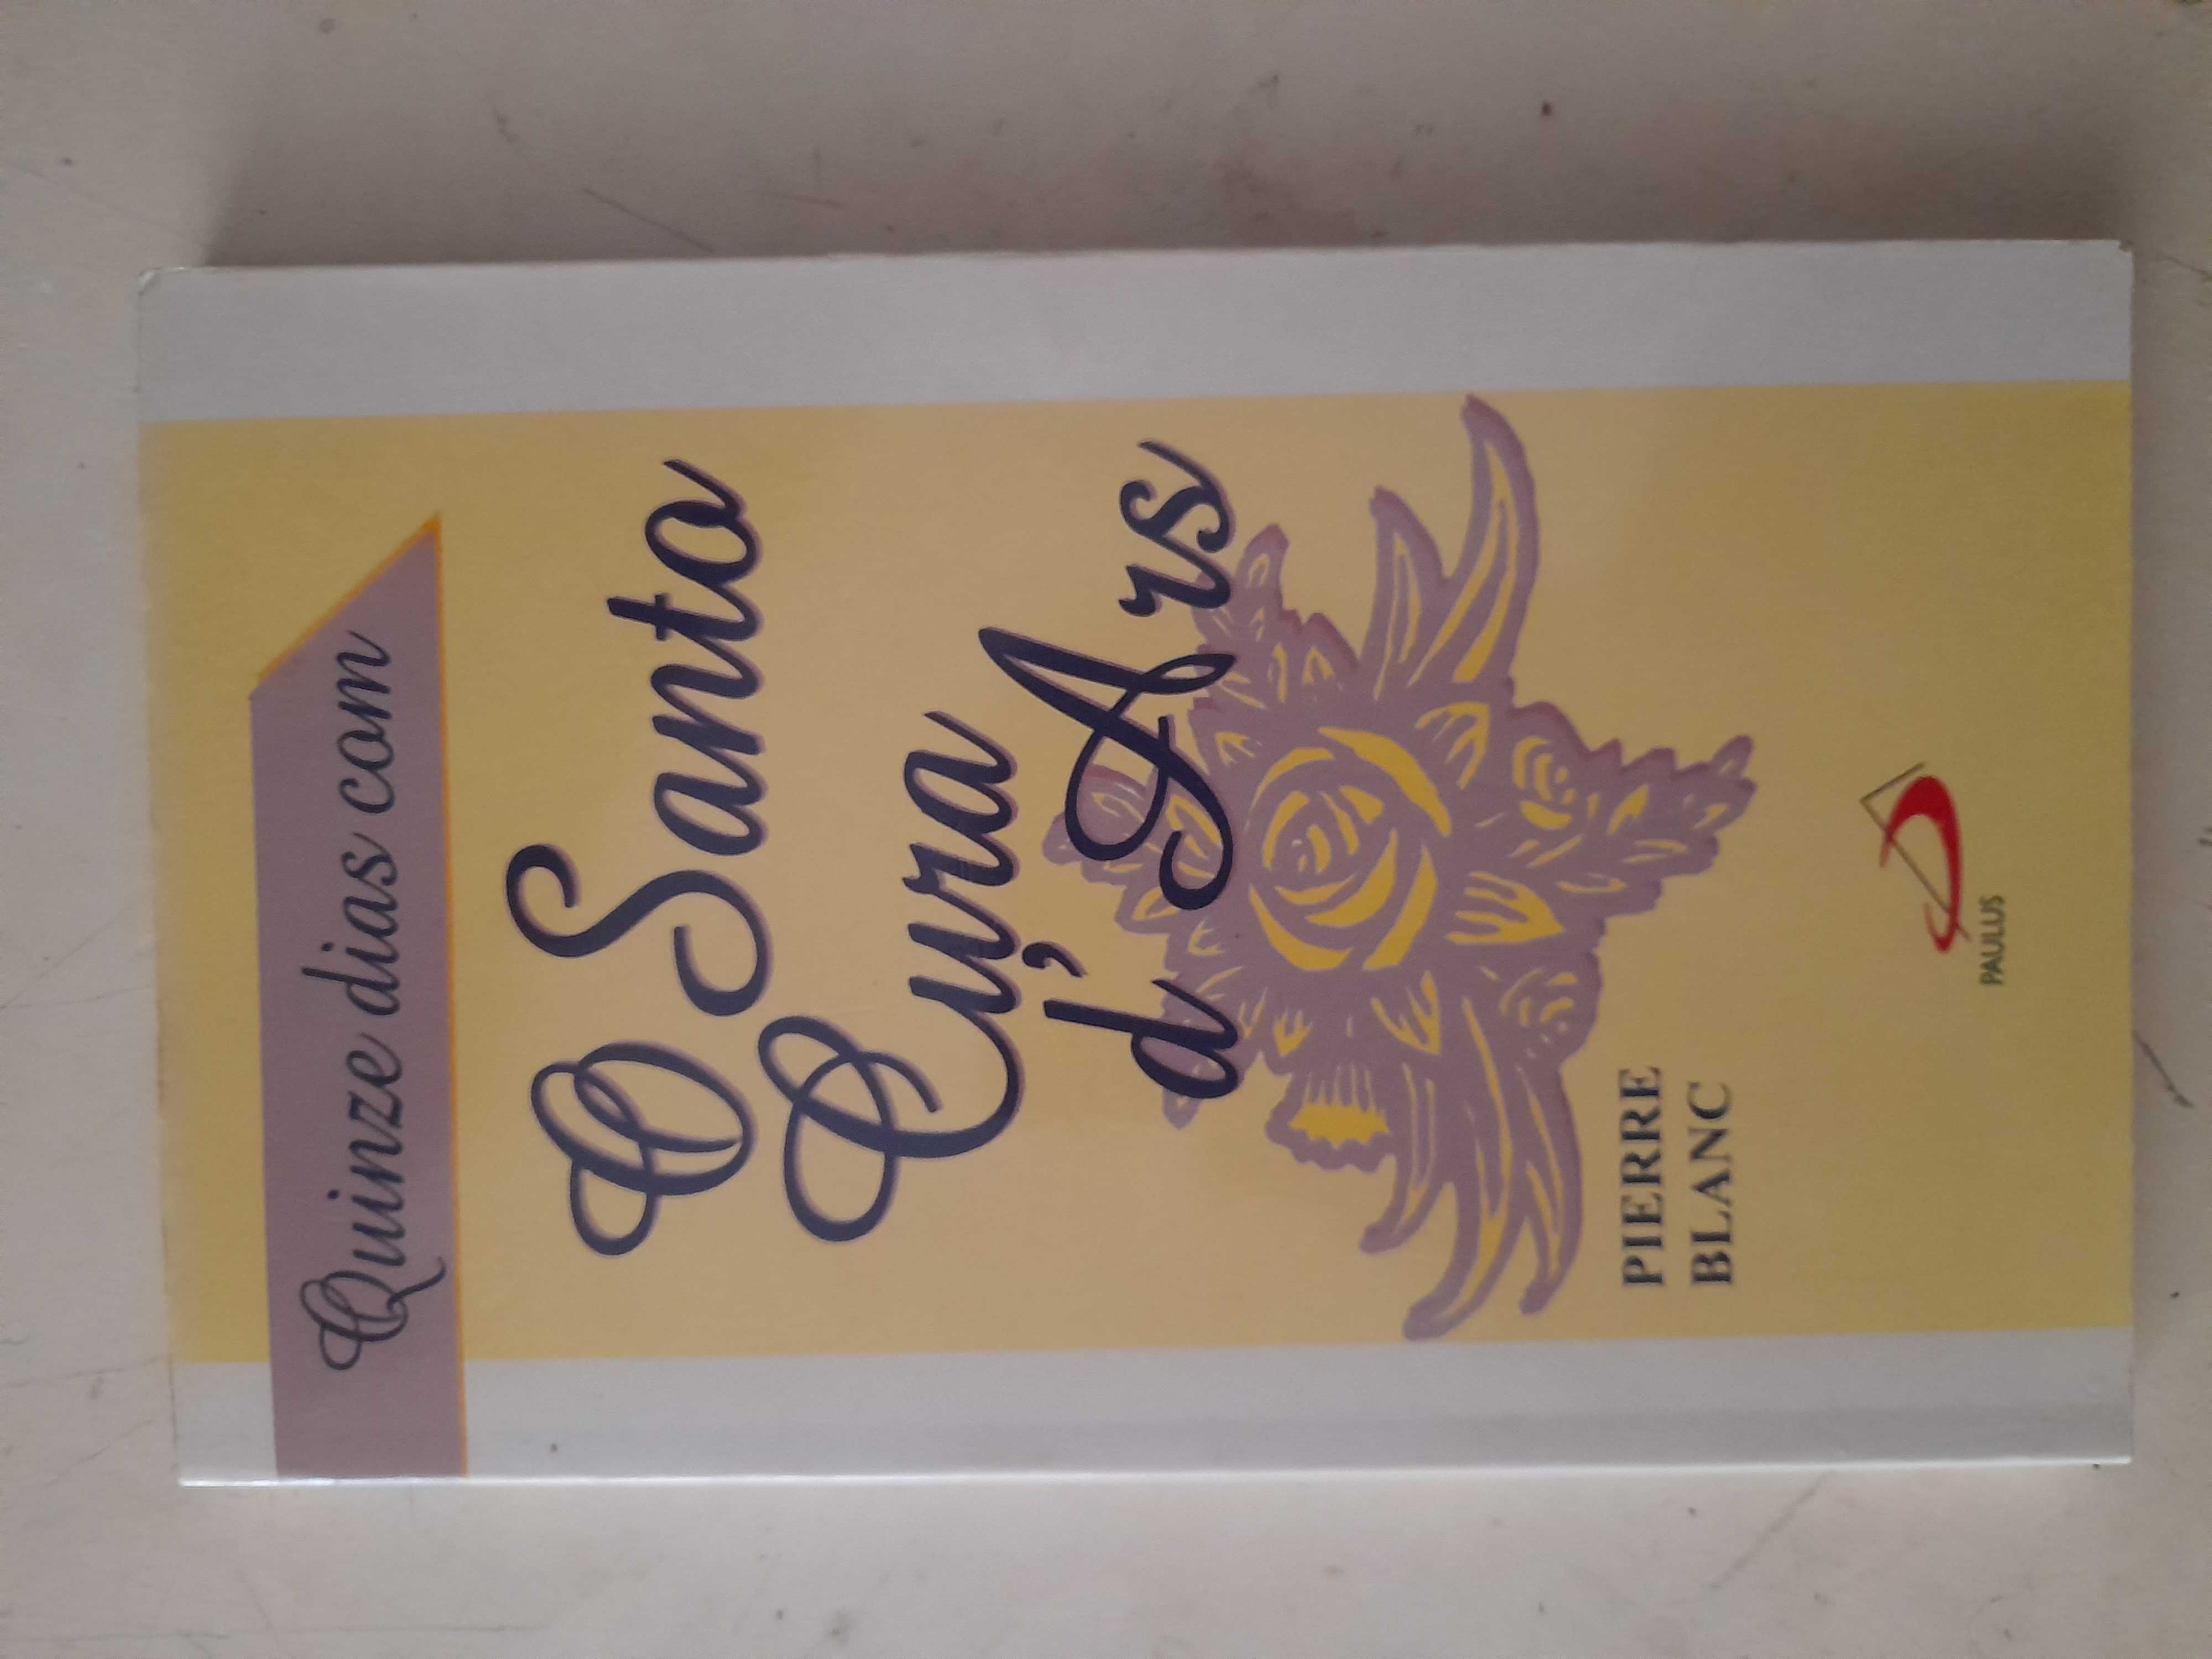 Quinze dias com
O Santo
Cura
d'Ars
PIERRE
BLANC
PAULUS